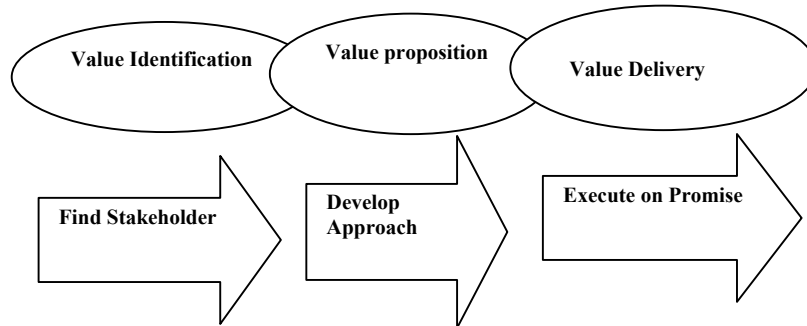 Value Identification
Value proposition
Value Delivery
Find Stakeholder
Develop
Approach
Execute on Promise